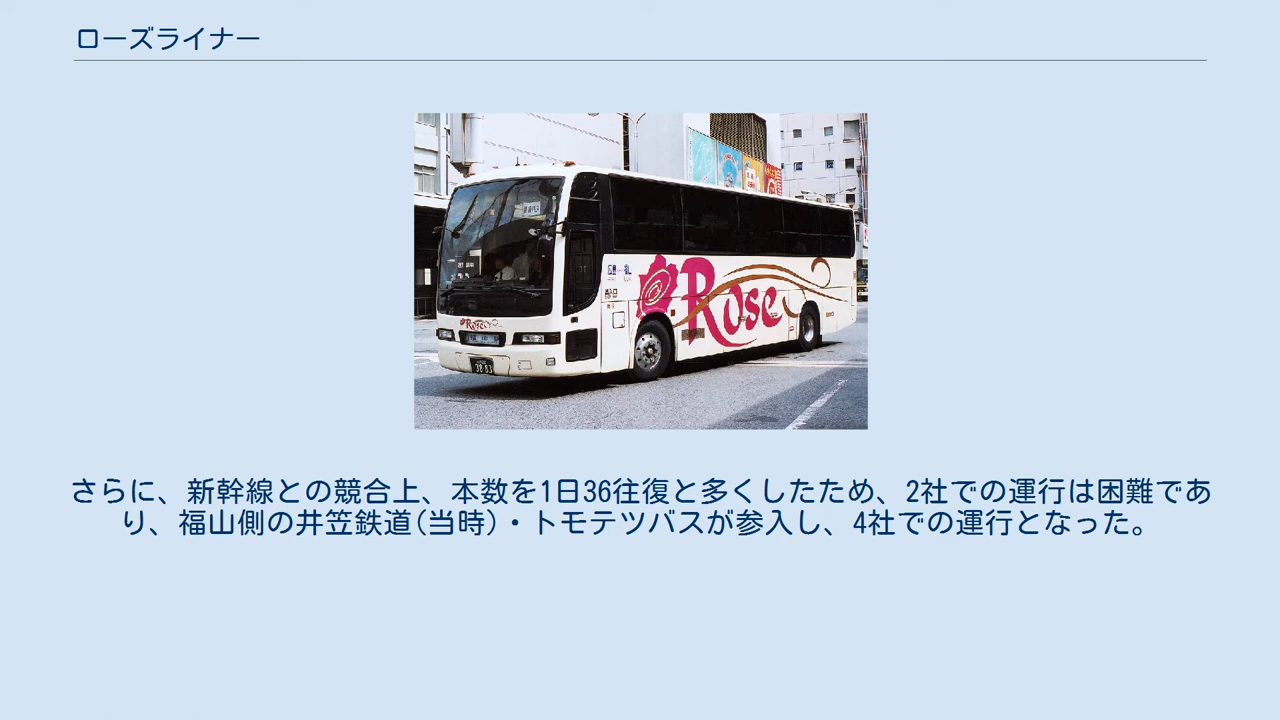 ローズライナー
Rose
Rose
38-83
さらに、新幹線との競合上、本数を1日36往復と多くしたため、2社での運行は困難であ
り、福山側の井笠鉄道(当時)・トモテツバスが参入し、4社での運行となった。